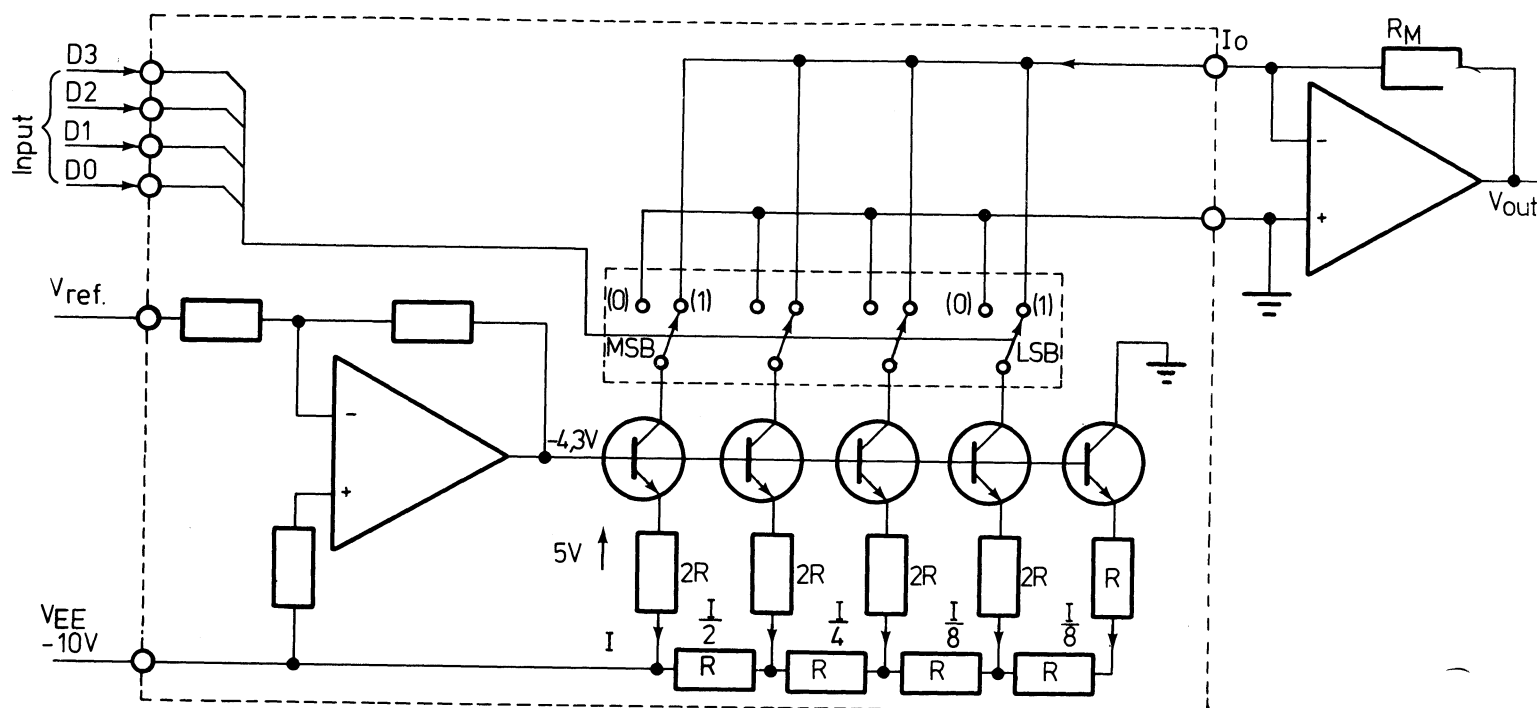 Input
D3
D2
D1
D0
Io
RM
-
+
Vout
Vref.
(0)
(1)
(0)
(1)
MSB
LSB
-
+
-4,3V
5V
2R
2R
2R
2R
R
VEE
-10V
I
I/2
I/4
I/8
I/8
R
R
R
R